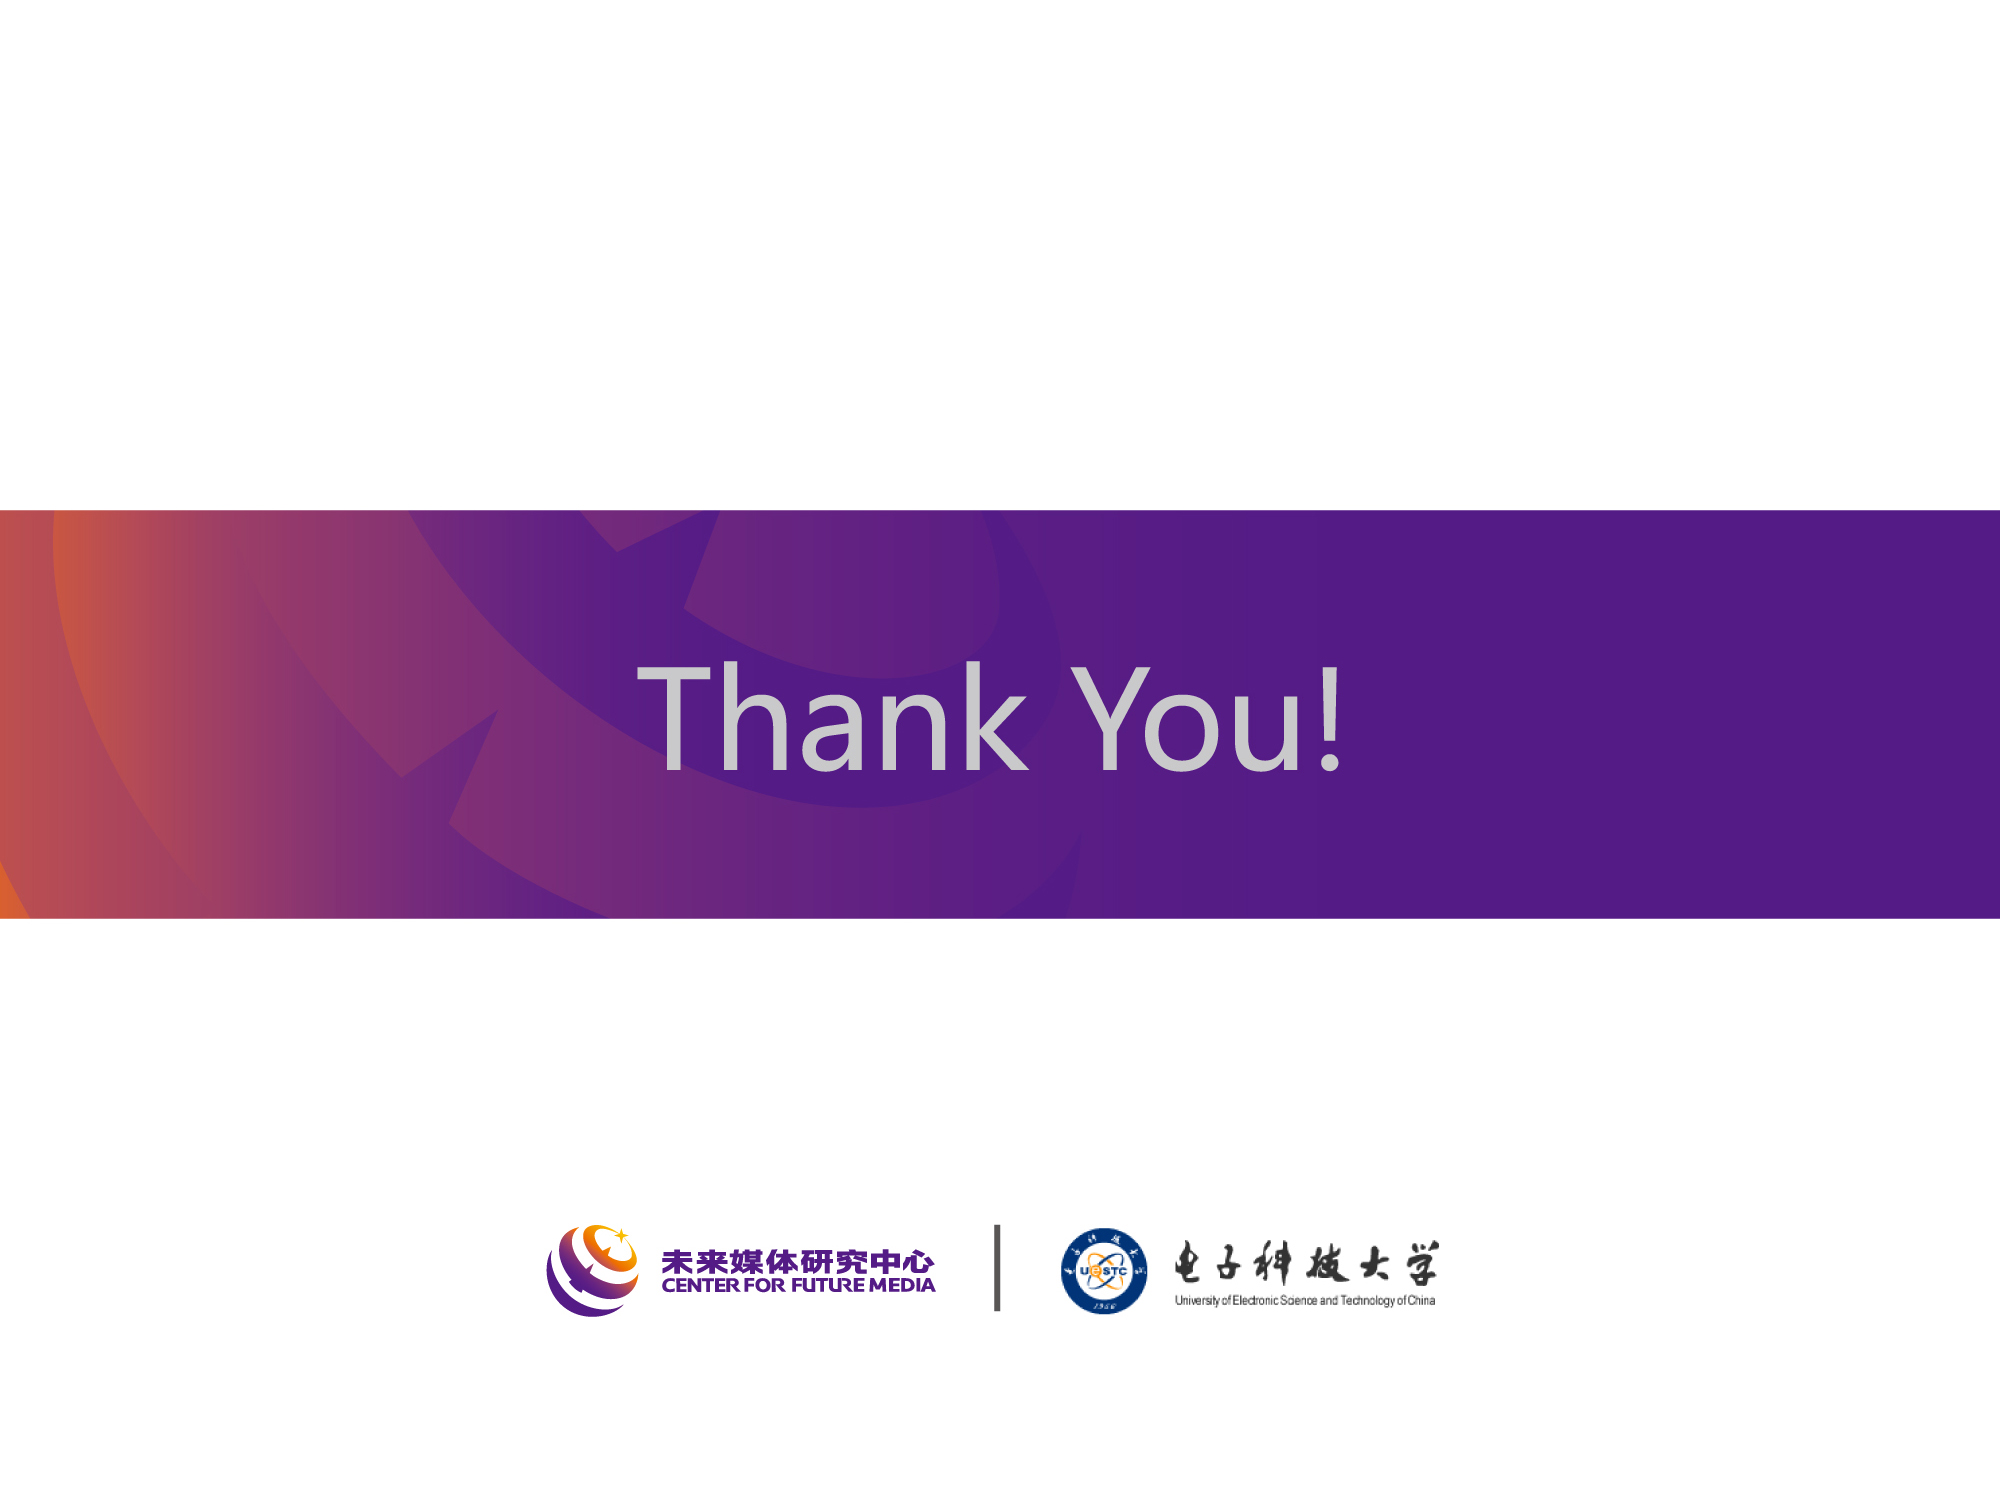 Thank You!
未来媒体研究中心
CENTER FOR FUTURE MEDIA
UESTC
1956
电子科技大学
University of Electronic Science and Technology of China